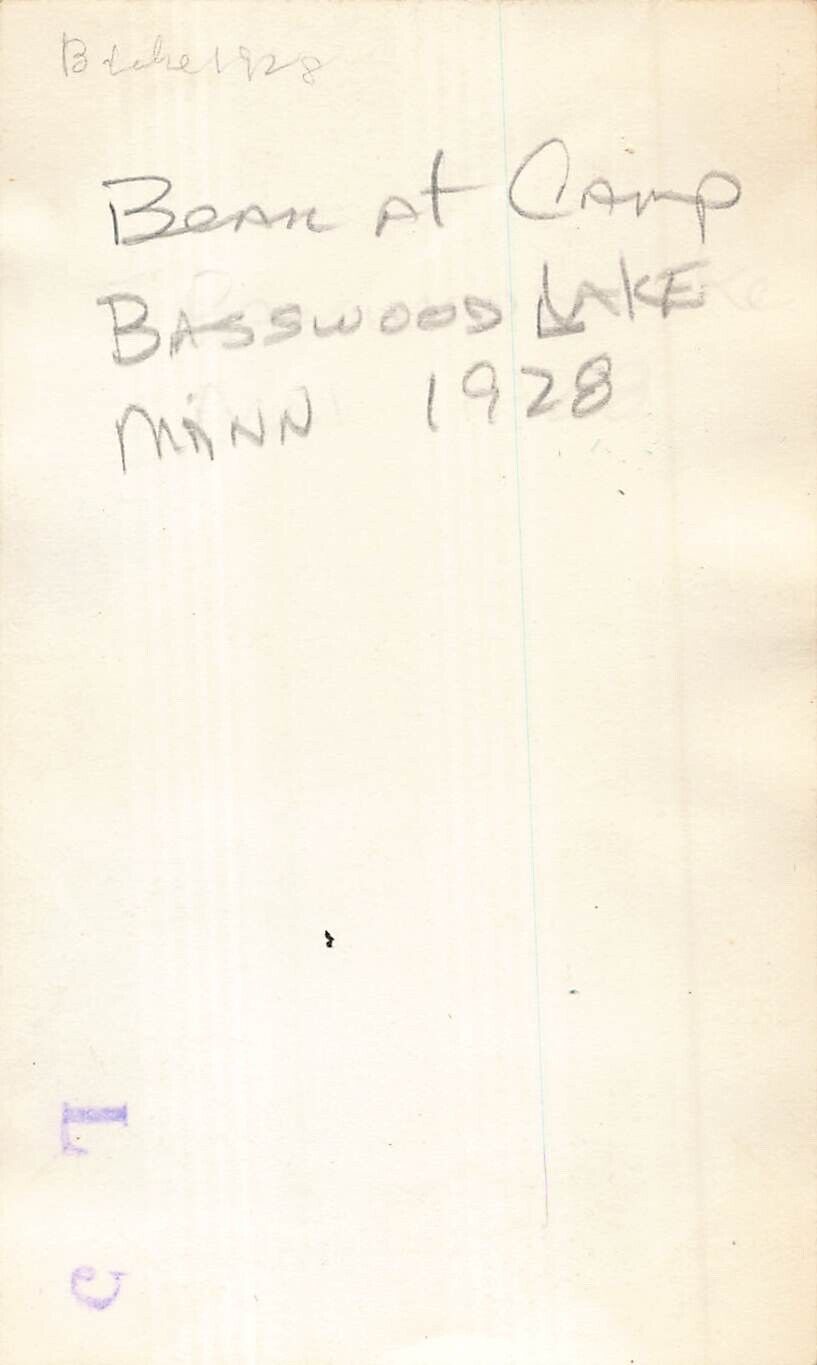 B Lake 1928
Bear at Camp
BASSWOOD LAKE
MINN 1928